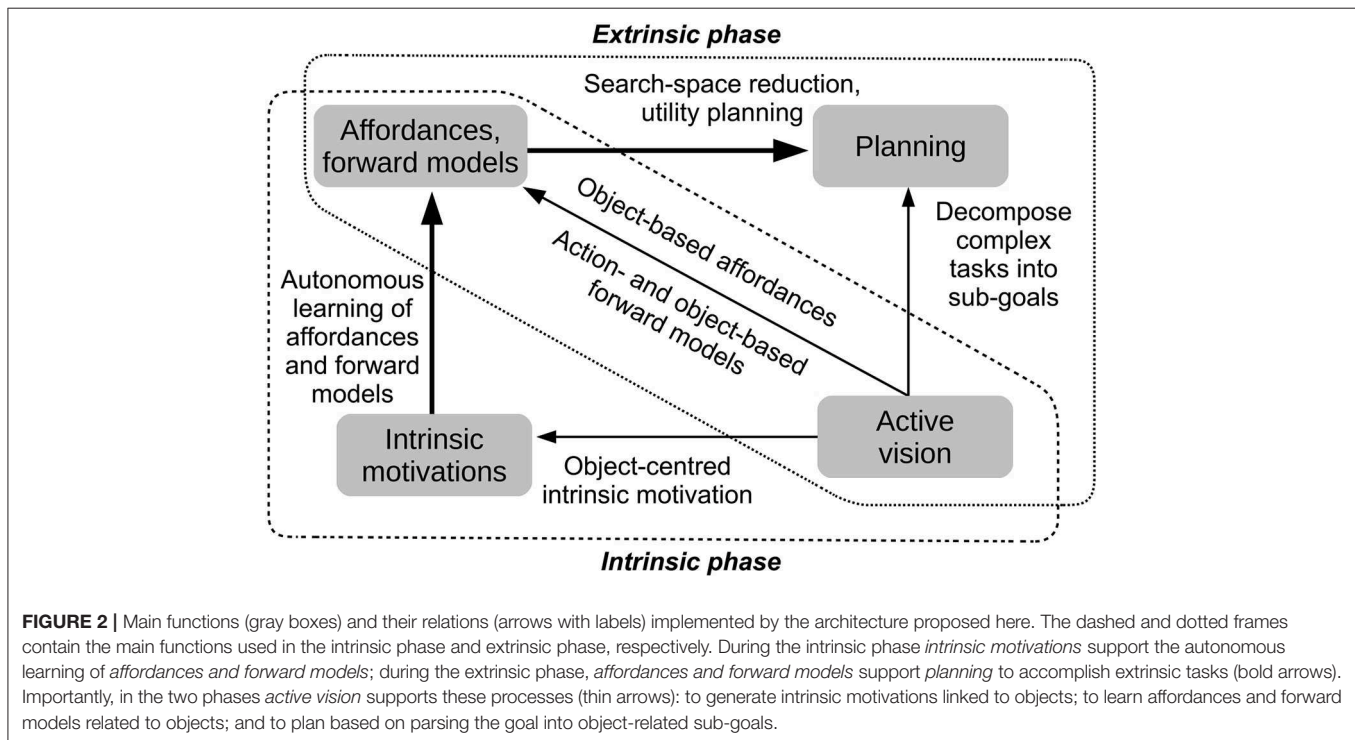 Extrinsic phase
Search-space reduction,
utility planning
Affordances,
forward models
Planning
Object-based affordances
Action- and object-based
forward models
Decompose
complex
tasks into
sub-goals
Autonomous
learning of
affordances
and forward
models
Intrinsic
motivations
Active
vision
Object-centred
intrinsic motivation
Intrinsic phase
FIGURE 2 | Main functions (gray boxes) and their relations (arrows with labels) implemented by the architecture proposed here. The dashed and dotted frames
contain the main functions used in the intrinsic phase and extrinsic phase, respectively. During the intrinsic phase intrinsic motivations support the autonomous
learning of affordances and forward models; during the extrinsic phase, affordances and forward models support planning to accomplish extrinsic tasks (bold arrows).
Importantly, in the two phases active vision supports these processes (thin arrows): to generate intrinsic motivations linked to objects; to learn affordances and forward
models related to objects; and to plan based on parsing the goal into object-related sub-goals.